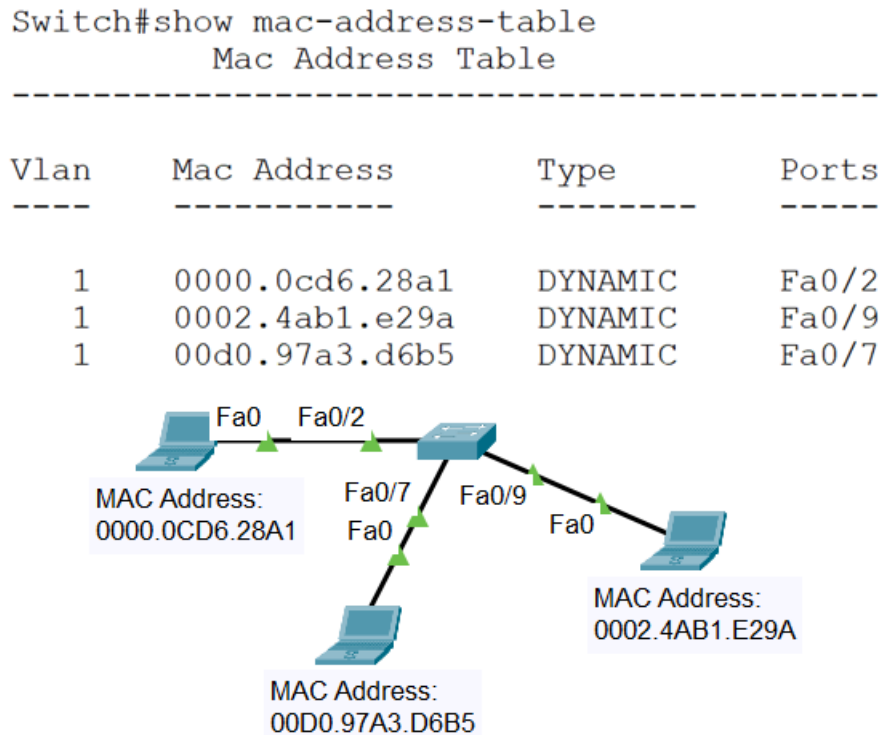 Switch#show mac-address-table
Mac Address Table
-------------------------------------------
Vlan Mac Address Type Ports
---- ----------- -------- -----
1 0000.0cd6.28a1 DYNAMIC Fa0/2
1 0002.4ab1.e29a DYNAMIC Fa0/9
1 00d0.97a3.d6b5 DYNAMIC Fa0/7
Fa0 Fa0/2
MAC Address:
0000.0CD6.28A1
Fa0/7 Fa0/9
Fa0 Fa0
MAC Address:
0002.4AB1.E29A
MAC Address:
00D0.97A3.D6B5